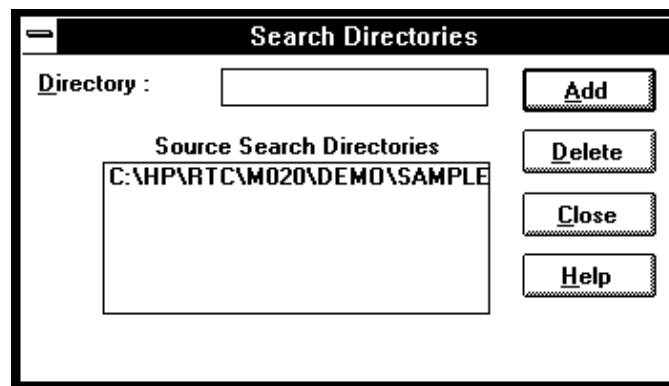 Search Directories
Directory :
Add
Source Search Directories
Delete
C:\HP\RTC\M020\DEMO\SAMPLE
Close
Help